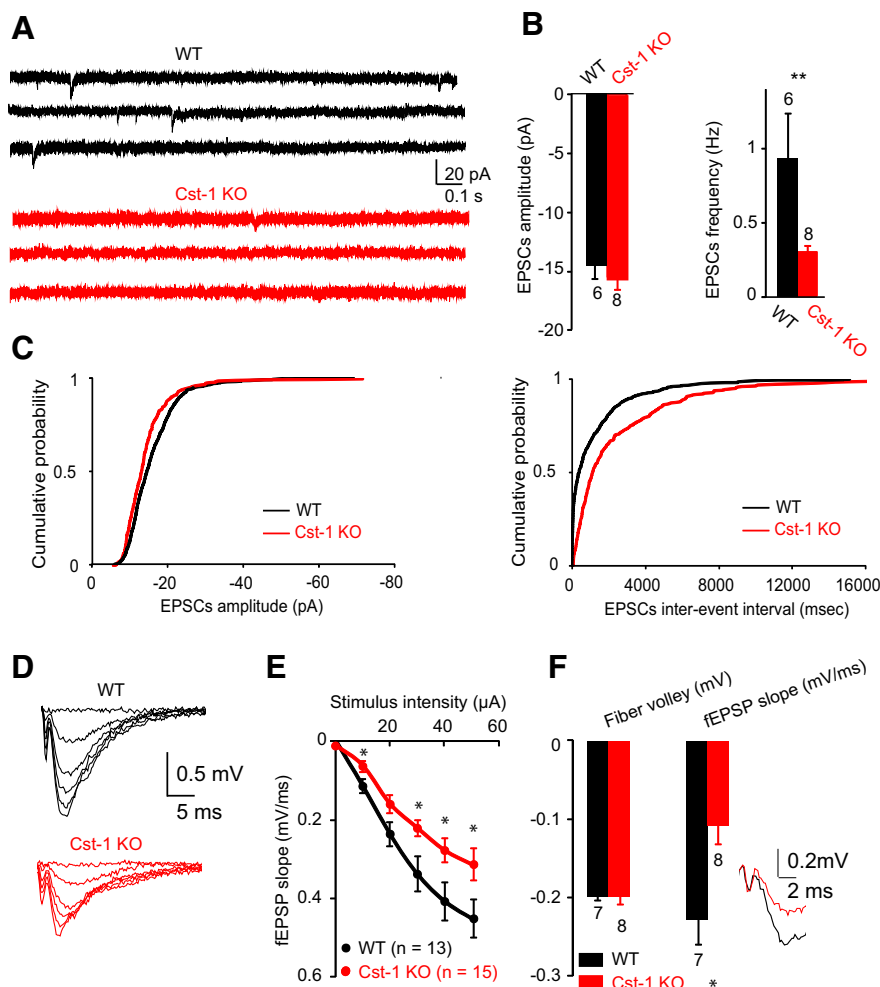 A
WT
20 pA
0.1 s
Cst-1 KO
B
WT
Cst-1 KO
0
-5
-10
-15
-20
EPSCs amplitude (pA)
6
8
**
6
8
1
0.5
0
EPSCs frequency (Hz)
WT
Cst-1 KO
C
1
0.5
0
Cumulative probability
WT
Cst-1 KO
0
-20
-40
-60
-80
EPSCs amplitude (pA)
1
0.5
0
Cumulative probability
WT
Cst-1 KO
0
4000
8000
12000
16000
EPSCs inter-event interval (msec)
D
WT
0.5 mV
5 ms
Cst-1 KO
E
Stimulus intensity (µA)
20
40
60
0
0.2
0.4
0.6
fEPSP slope (mV/ms)
*
*
*
*
WT (n = 13)
Cst-1 KO (n = 15)
F
Fiber volley (mV)
fEPSP slope (mV/ms)
0
-0.1
-0.2
-0.3
7
8
7
8
0.2mV
2 ms
WT
Cst-1 KO
*